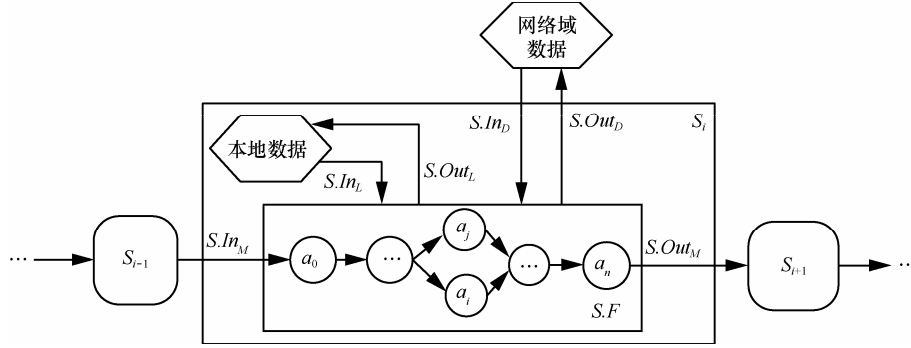 网络域
数据
S.In_D
S.Out_D
S_i
本地数据
S.In_L
S.Out_L
… S_{i-1}
S.In_M
a_0
…
a_j
a_i
…
a_n
S.F
S.Out_M
S_{i+1} …